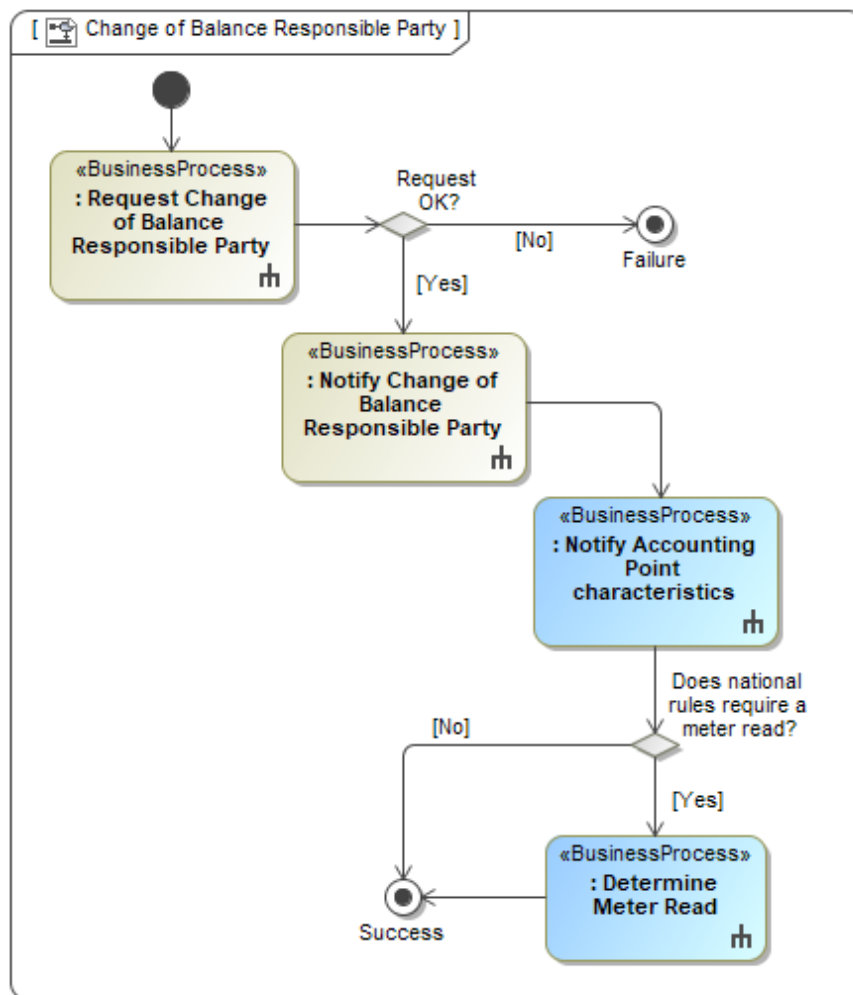 [ Change of Balance Responsible Party ]
«BusinessProcess»
: Request Change
of Balance
Responsible Party
Request
OK?
[No]
Failure
[Yes]
«BusinessProcess»
: Notify Change of
Balance
Responsible Party
«BusinessProcess»
: Notify Accounting
Point
characteristics
Does national
rules require a
meter read?
[No]
[Yes]
«BusinessProcess»
: Determine
Meter Read
Success